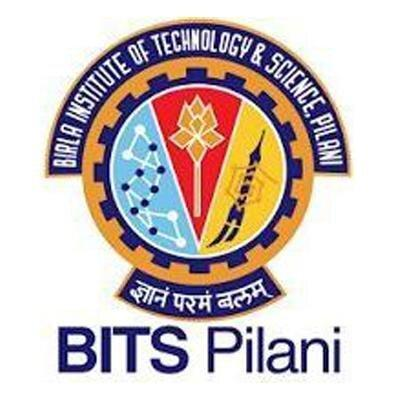 BIRLA INSTITUTE OF TECHNOLOGY & SCIENCE, PILANI
ज्ञानं परमं बलम्
BITS Pilani